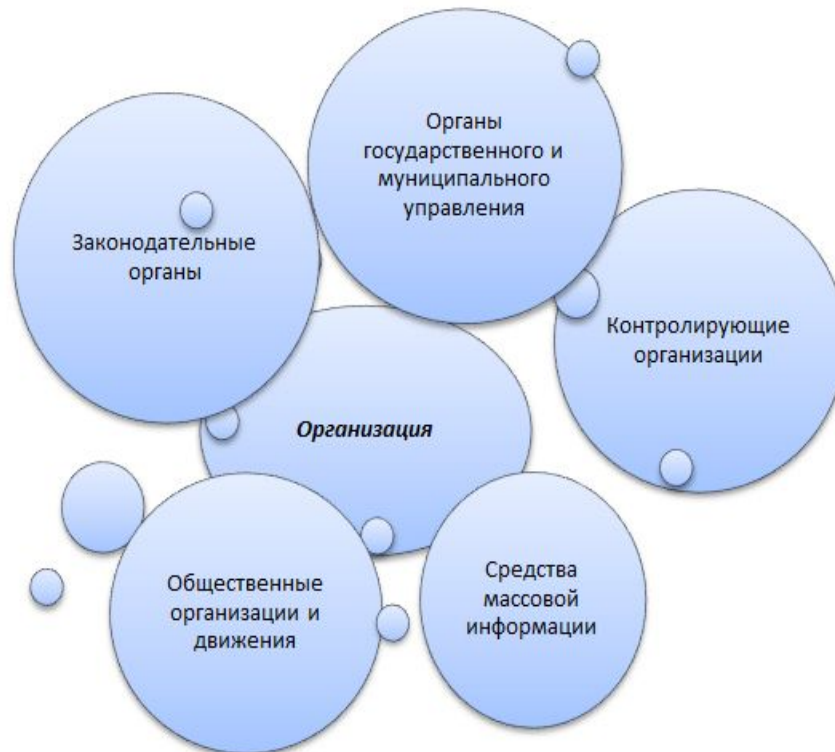 Органы
государственного и
муниципального
управления
Законодательные
органы
Контролирующие
организации
Организация
Общественные
организации и
движения
Средства
массовой
информации